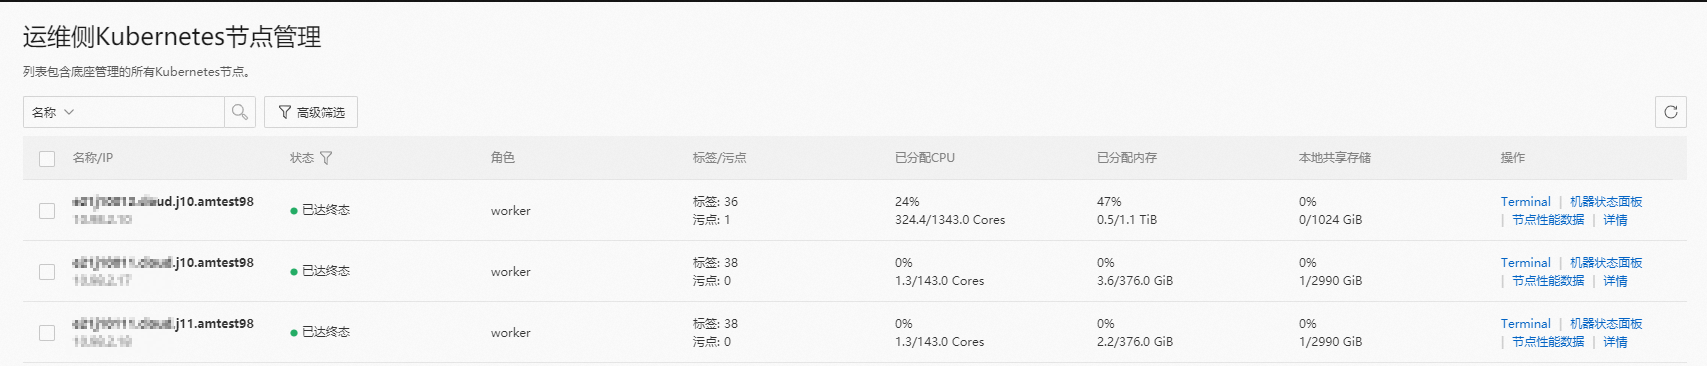 运维侧Kubernetes节点管理
列表包含底座管理的所有Kubernetes节点。
名称 高级筛选
名称/IP 状态 角色 标签/污点 已分配CPU 已分配内存 本地共享存储 操作
ud.j10.amtest98 已达终态 worker 标签: 36 24% 47% 0% Terminal | 机器状态面板
污点: 1 324.4/1343.0 Cores 0.5/1.1 TiB 0/1024 GiB | 节点性能数据 | 详情
.j10.amtest98 已达终态 worker 标签: 38 0% 0% 0% Terminal | 机器状态面板
污点: 0 1.3/143.0 Cores 3.6/376.0 GiB 1/2990 GiB | 节点性能数据 | 详情
.j11.amtest98 已达终态 worker 标签: 38 0% 0% 0% Terminal | 机器状态面板
污点: 0 1.3/143.0 Cores 2.2/376.0 GiB 1/2990 GiB | 节点性能数据 | 详情